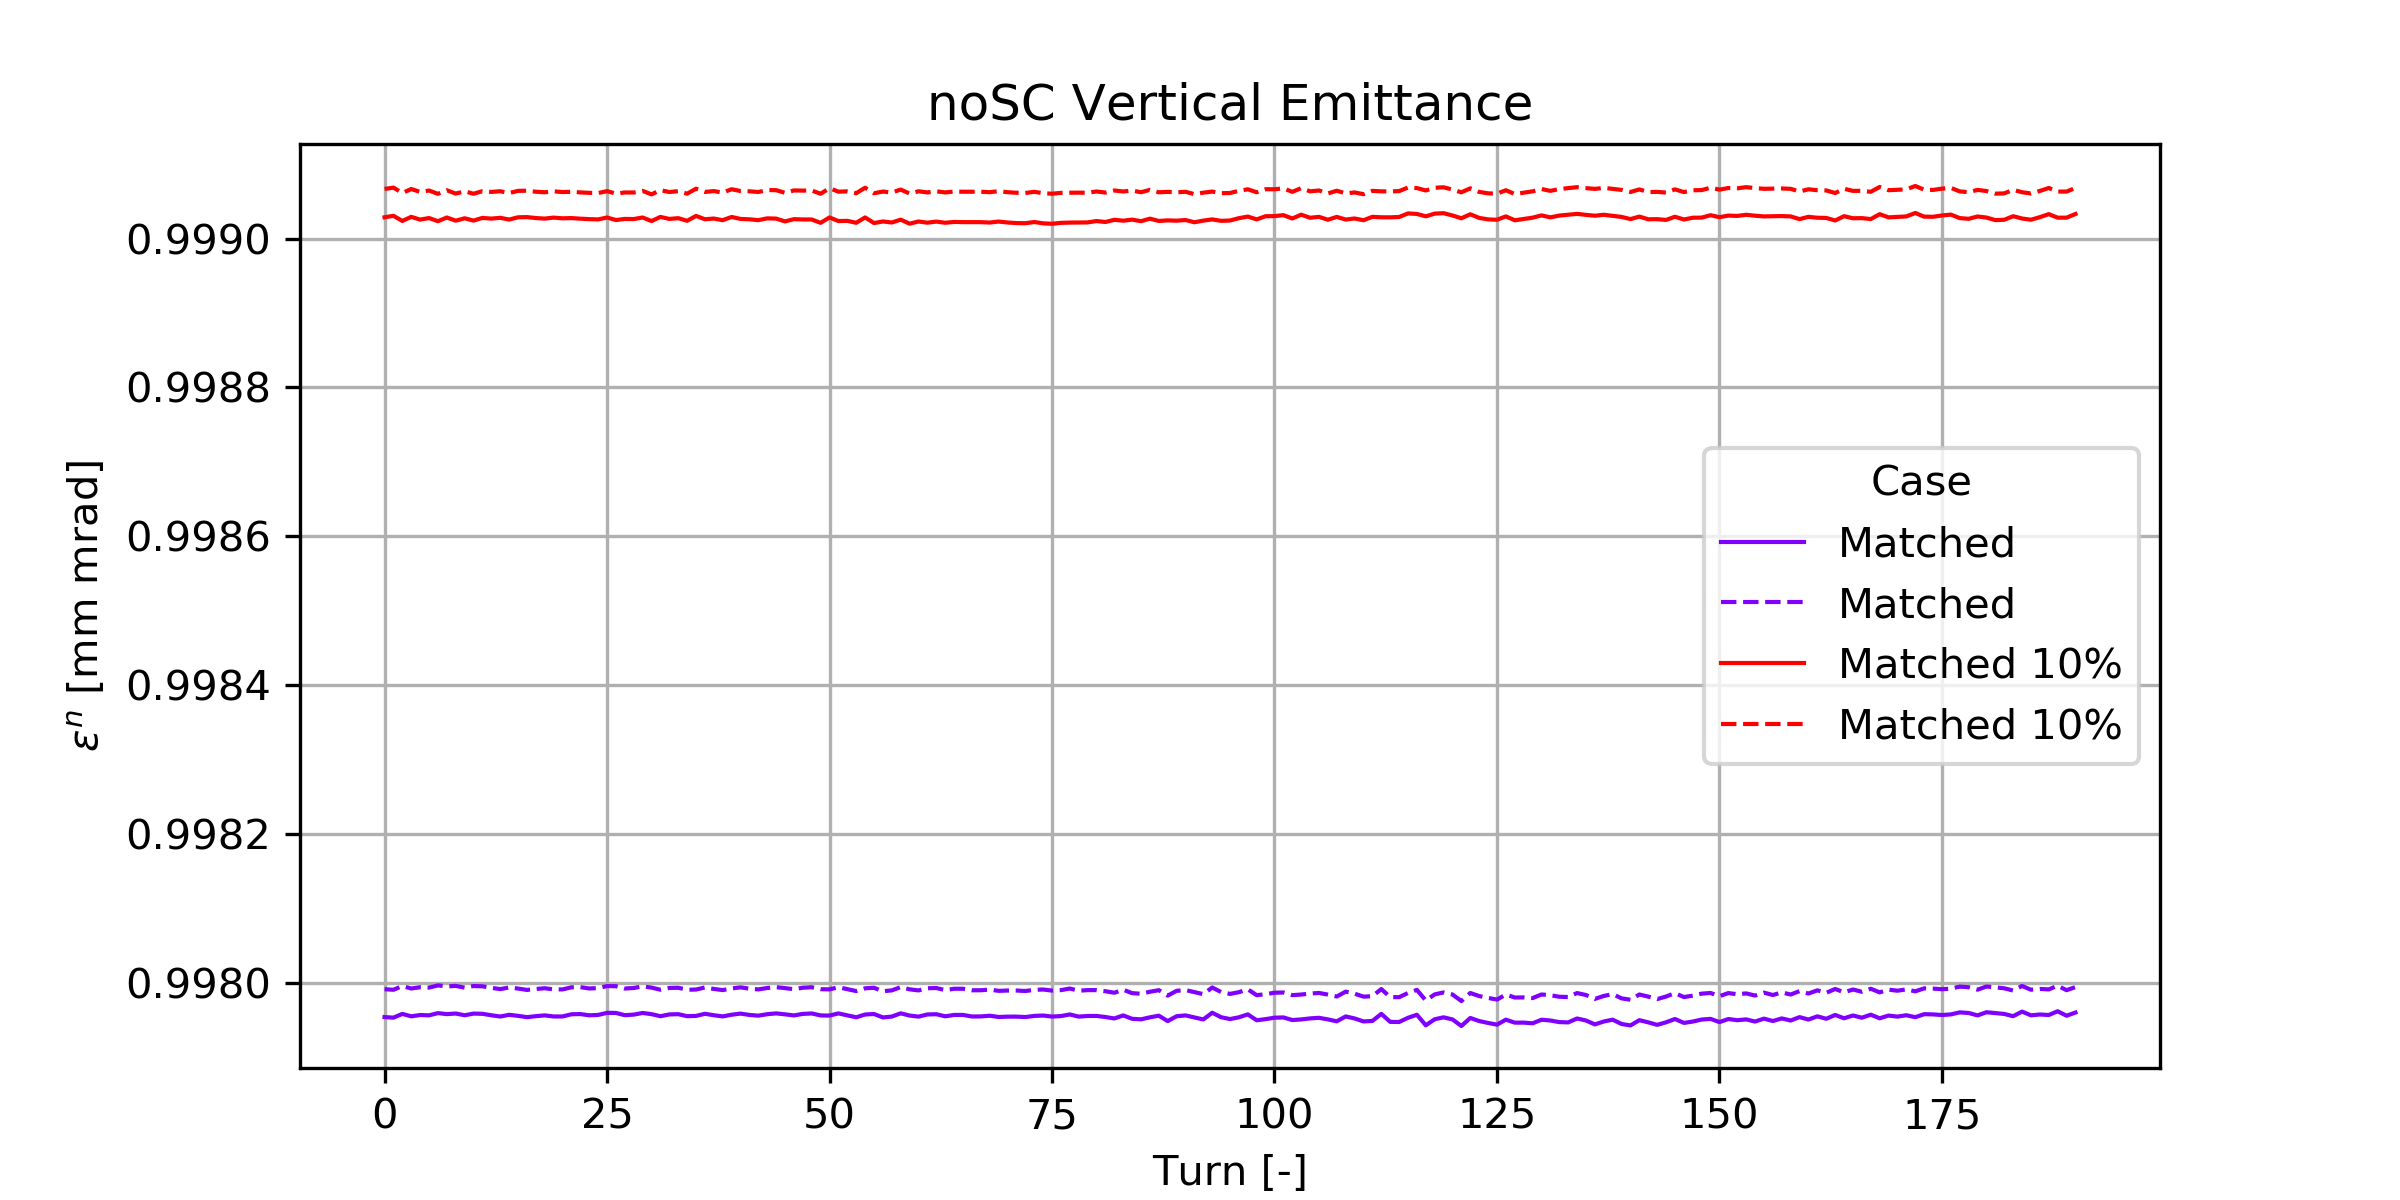 noSC Vertical Emittance
εⁿ [mm mrad]
0.9990
0.9988
0.9986
0.9984
0.9982
0.9980
Case
Matched
Matched
Matched 10%
Matched 10%
0 25 50 75 100 125 150 175
Turn [-]